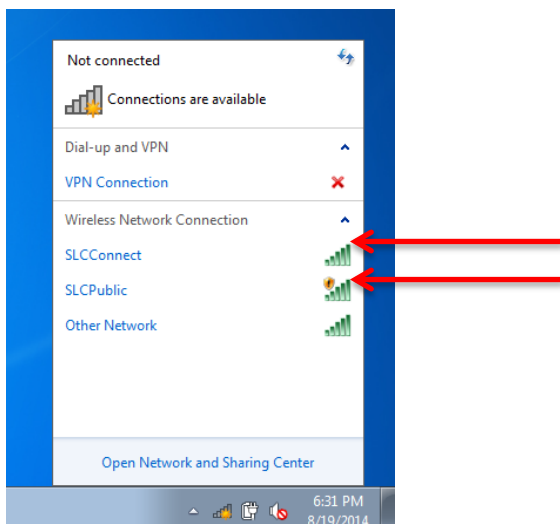 Not connected
Connections are available
Dial-up and VPN
VPN Connection
Wireless Network Connection
SLCConnect
SLCPublic
Other Network
Open Network and Sharing Center
6:31 PM
8/19/2014